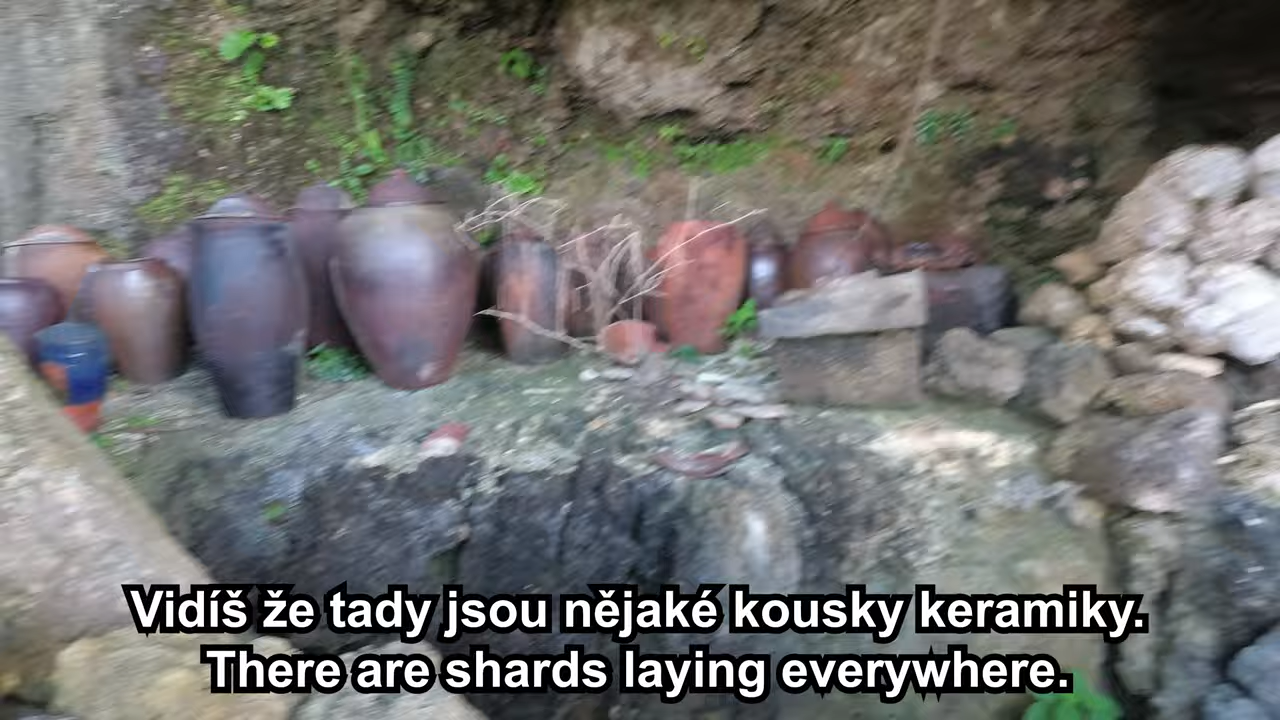 Vidíš že tady jsou nějaké kousky keramiky.
There are shards laying everywhere.